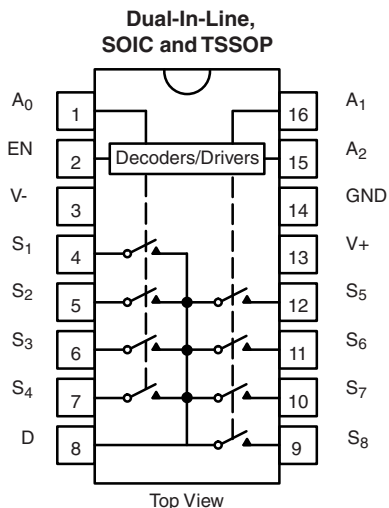 Dual-In-Line,
SOIC and TSSOP
A0 1 16 A1
EN 2 Decoders/Drivers 15 A2
V- 3 14 GND
S1 4 13 V+
S2 5 12 S5
S3 6 11 S6
S4 7 10 S7
D 8 9 S8
Top View